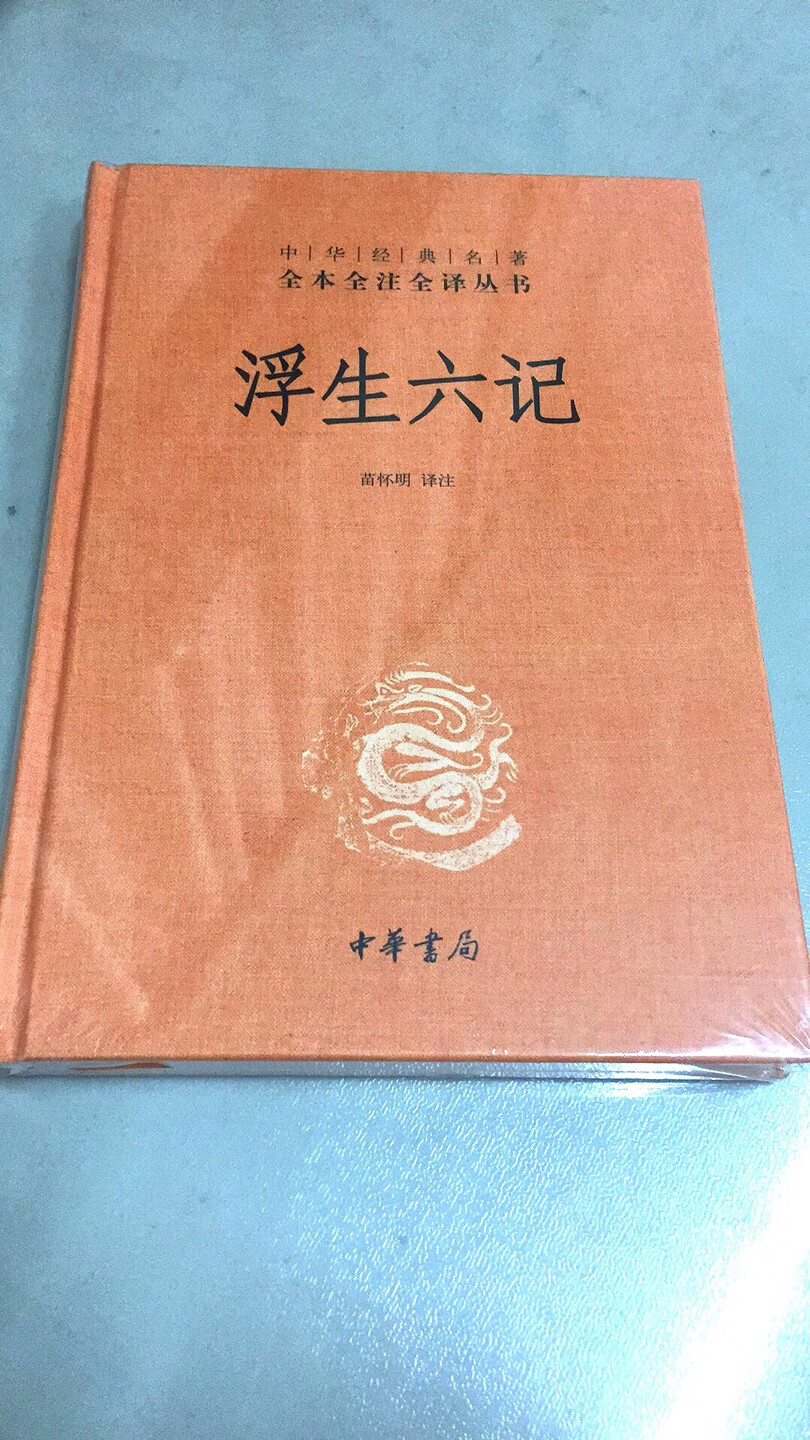 中|华|经|典|名|著
全本全注全译丛书
浮生六记
苗怀明 译注
中華書局